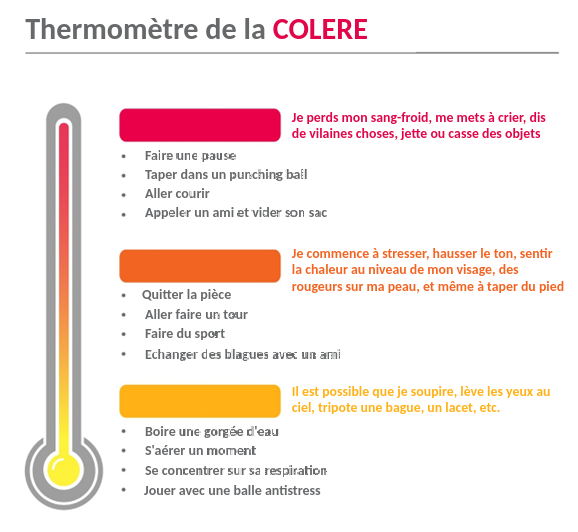 Thermomètre de la COLERE
Je perds mon sang-froid, me mets à crier, dis
de vilaines choses, jette ou casse des objets
• Faire une pause
• Taper dans un punching ball
• Aller courir
• Appeler un ami et vider son sac
Je commence à stresser, hausser le ton, sentir
la chaleur au niveau de mon visage, des
rougeurs sur ma peau, et même à taper du pied
• Quitter la pièce
• Aller faire un tour
• Faire du sport
• Echanger des blagues avec un ami
Il est possible que je soupire, lève les yeux au
ciel, tripote une bague, un lacet, etc.
• Boire une gorgée d'eau
• S'aérer un moment
• Se concentrer sur sa respiration
• Jouer avec une balle antistress